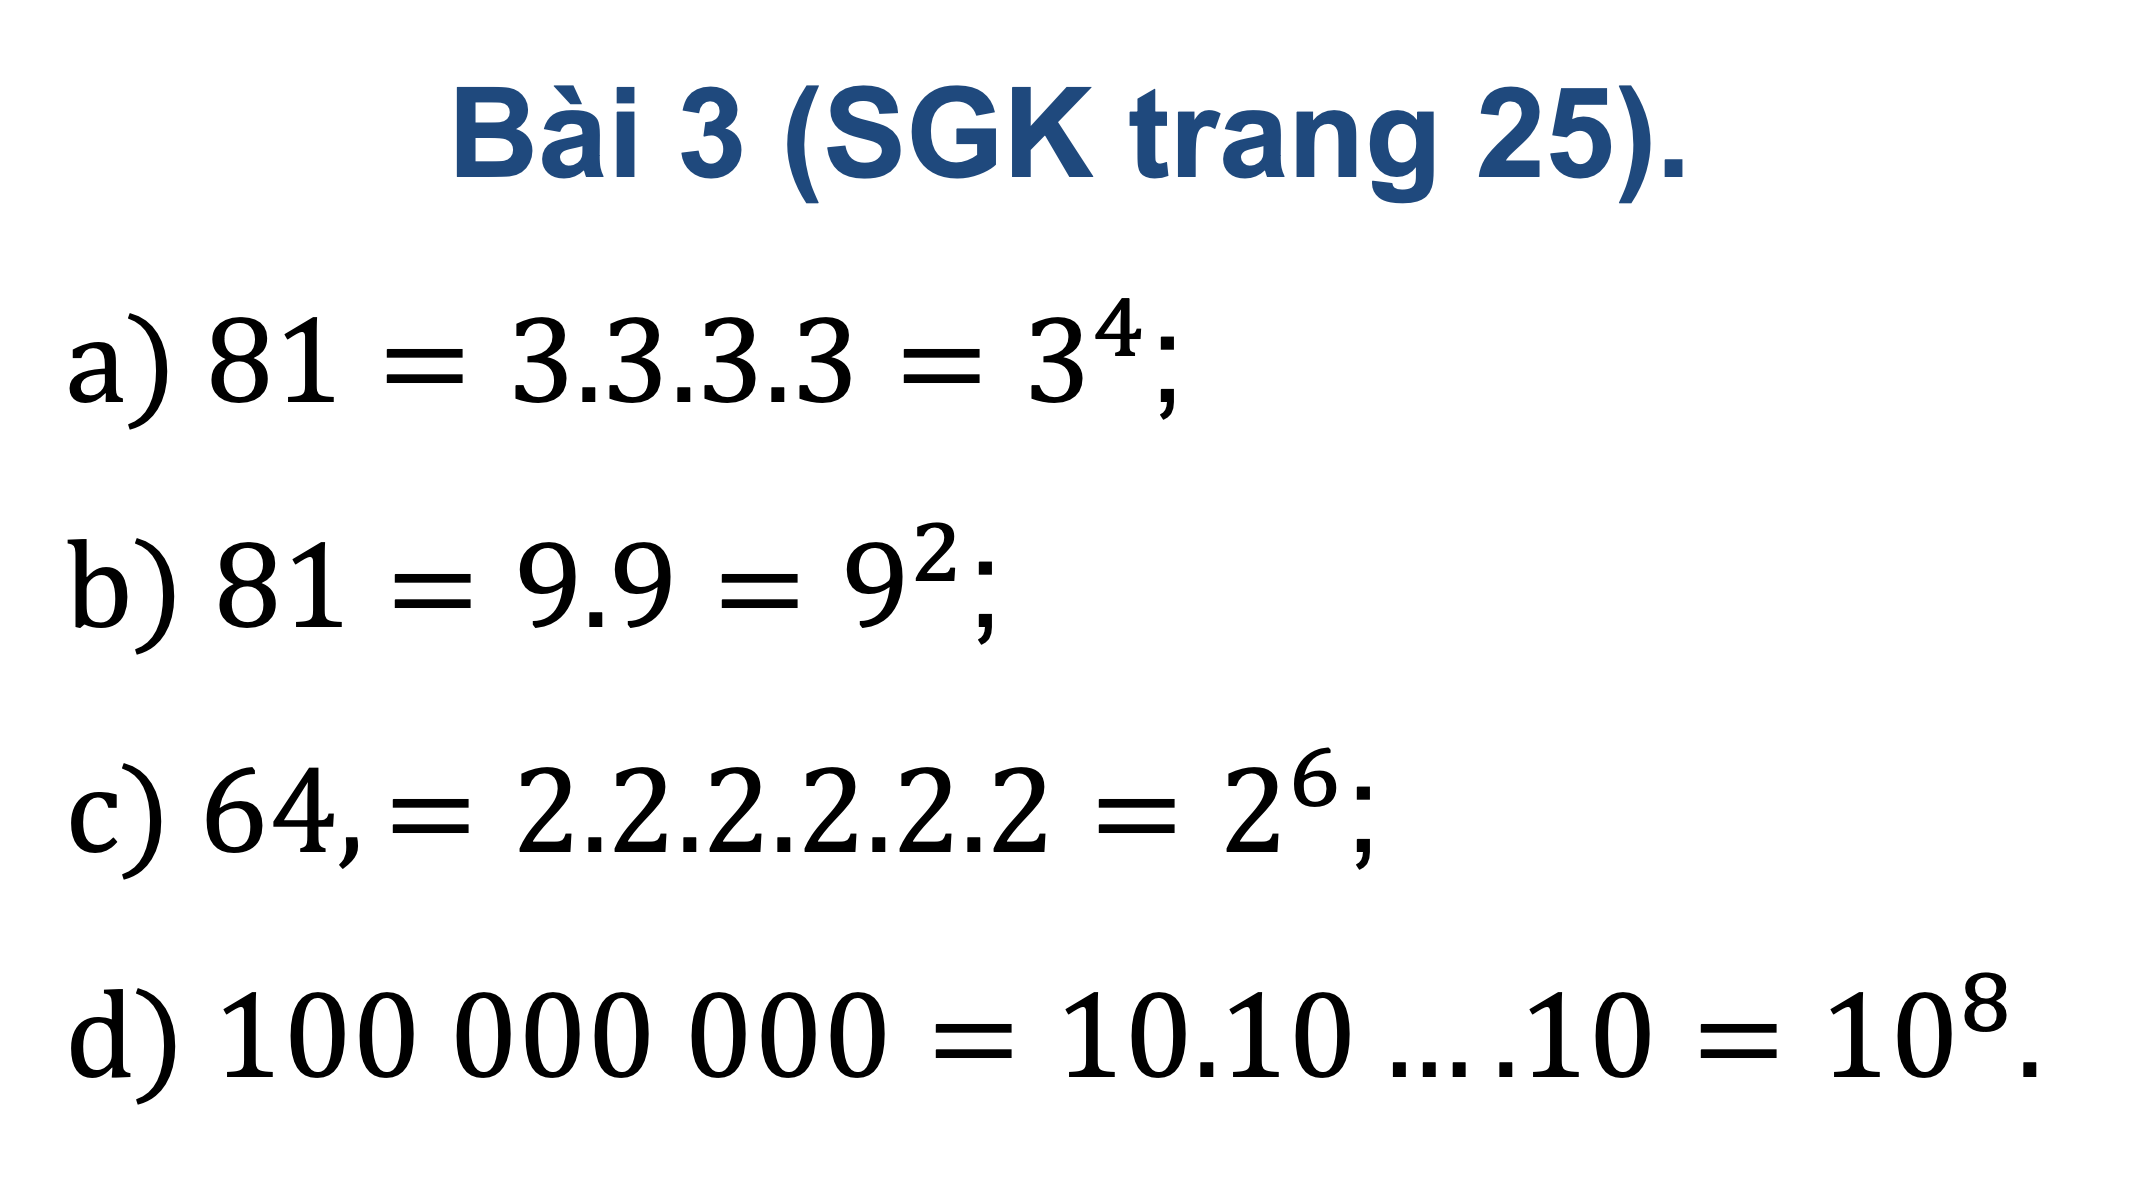 Bài 3 (SGK trang 25).
a) 81 = 3.3.3.3 = 3⁴;
b) 81 = 9.9 = 9²;
c) 64, = 2.2.2.2.2.2 = 2⁶;
d) 100 000 000 = 10.10 … .10 = 10⁸.